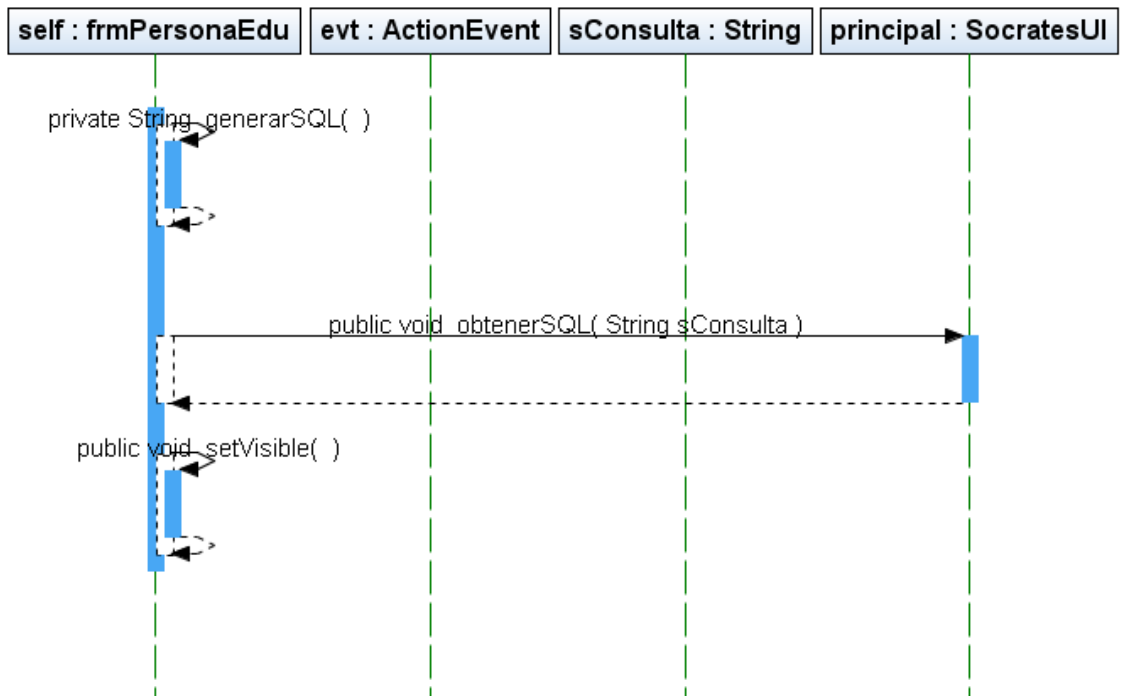 self : frmPersonaEdu
evt : ActionEvent
sConsulta : String
principal : SocratesUI
private String generarSQL( )
public void obtenerSQL( String sConsulta )
public void setVisible( )